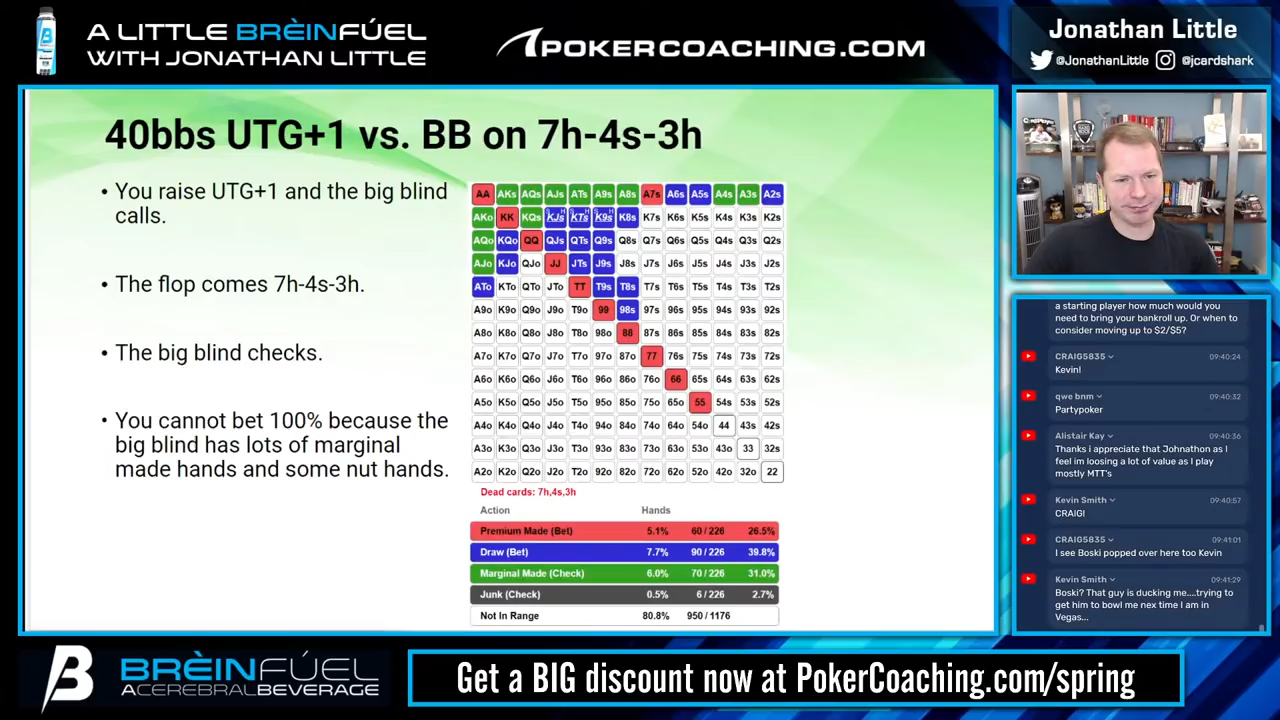 A LITTLE BRÈINFÚEL
WITH JONATHAN LITTLE
POKERCOACHING.COM
Jonathan Little
@JonathanLittle @jcardshark
40bbs UTG+1 vs. BB on 7h-4s-3h
• You raise UTG+1 and the big blind
calls.
• The flop comes 7h-4s-3h.
• The big blind checks.
• You cannot bet 100% because the
big blind has lots of marginal
made hands and some nut hands.
AA AKs AQs AJs ATs A9s A8s A7s A6s A5s A4s A3s A2s
AKo KK KQs KJs KTs K9s K8s K7s K6s K5s K4s K3s K2s
AQo KQo QQ QJs QTs Q9s Q8s Q7s Q6s Q5s Q4s Q3s Q2s
AJo KJo QJo JJ JTs J9s J8s J7s J6s J5s J4s J3s J2s
ATo KTo QTo JTo TT T9s T8s T7s T6s T5s T4s T3s T2s
A9o K9o Q9o J9o T9o 99 98s 97s 96s 95s 94s 93s 92s
A8o K8o Q8o J8o T8o 98o 88 87s 86s 85s 84s 83s 82s
A7o K7o Q7o J7o T7o 97o 87o 77 76s 75s 74s 73s 72s
A6o K6o Q6o J6o T6o 96o 86o 76o 66 65s 64s 63s 62s
A5o K5o Q5o J5o T5o 95o 85o 75o 65o 55 54s 53s 52s
A4o K4o Q4o J4o T4o 94o 84o 74o 64o 54o 44 43s 42s
A3o K3o Q3o J3o T3o 93o 83o 73o 63o 53o 43o 33 32s
A2o K2o Q2o J2o T2o 92o 82o 72o 62o 52o 42o 32o 22
Dead cards: 7h,4s,3h
Action Hands
Premium Made (Bet) 5.1% 60 / 226 26.5%
Draw (Bet) 7.7% 90 / 226 39.8%
Marginal Made (Check) 6.0% 70 / 226 31.0%
Junk (Check) 0.5% 6 / 226 2.7%
Not In Range 80.8% 950 / 1176
a starting player how much would you
need to bring your bankroll up. Or when to
consider moving up to $2/$5?
CRAIG5835 09:40:24
Kevin!
qwe bnm 09:40:32
Partypoker
Alistair Kay 09:40:36
Thanks i appreciate that Johnathon as I
feel im loosing a lot of value as I play
mostly MTT's
Kevin Smith 09:40:57
CRAIG!
CRAIG5835 09:41:01
I see Boski popped over here too Kevin
Kevin Smith 09:41:29
Boski? That guy is ducking me....trying to
get him to bowl me nex time I am in
Vegas...
B BRÈINFÚEL
A CEREBRAL BEVERAGE
Get a BIG discount now at PokerCoaching.com/spring